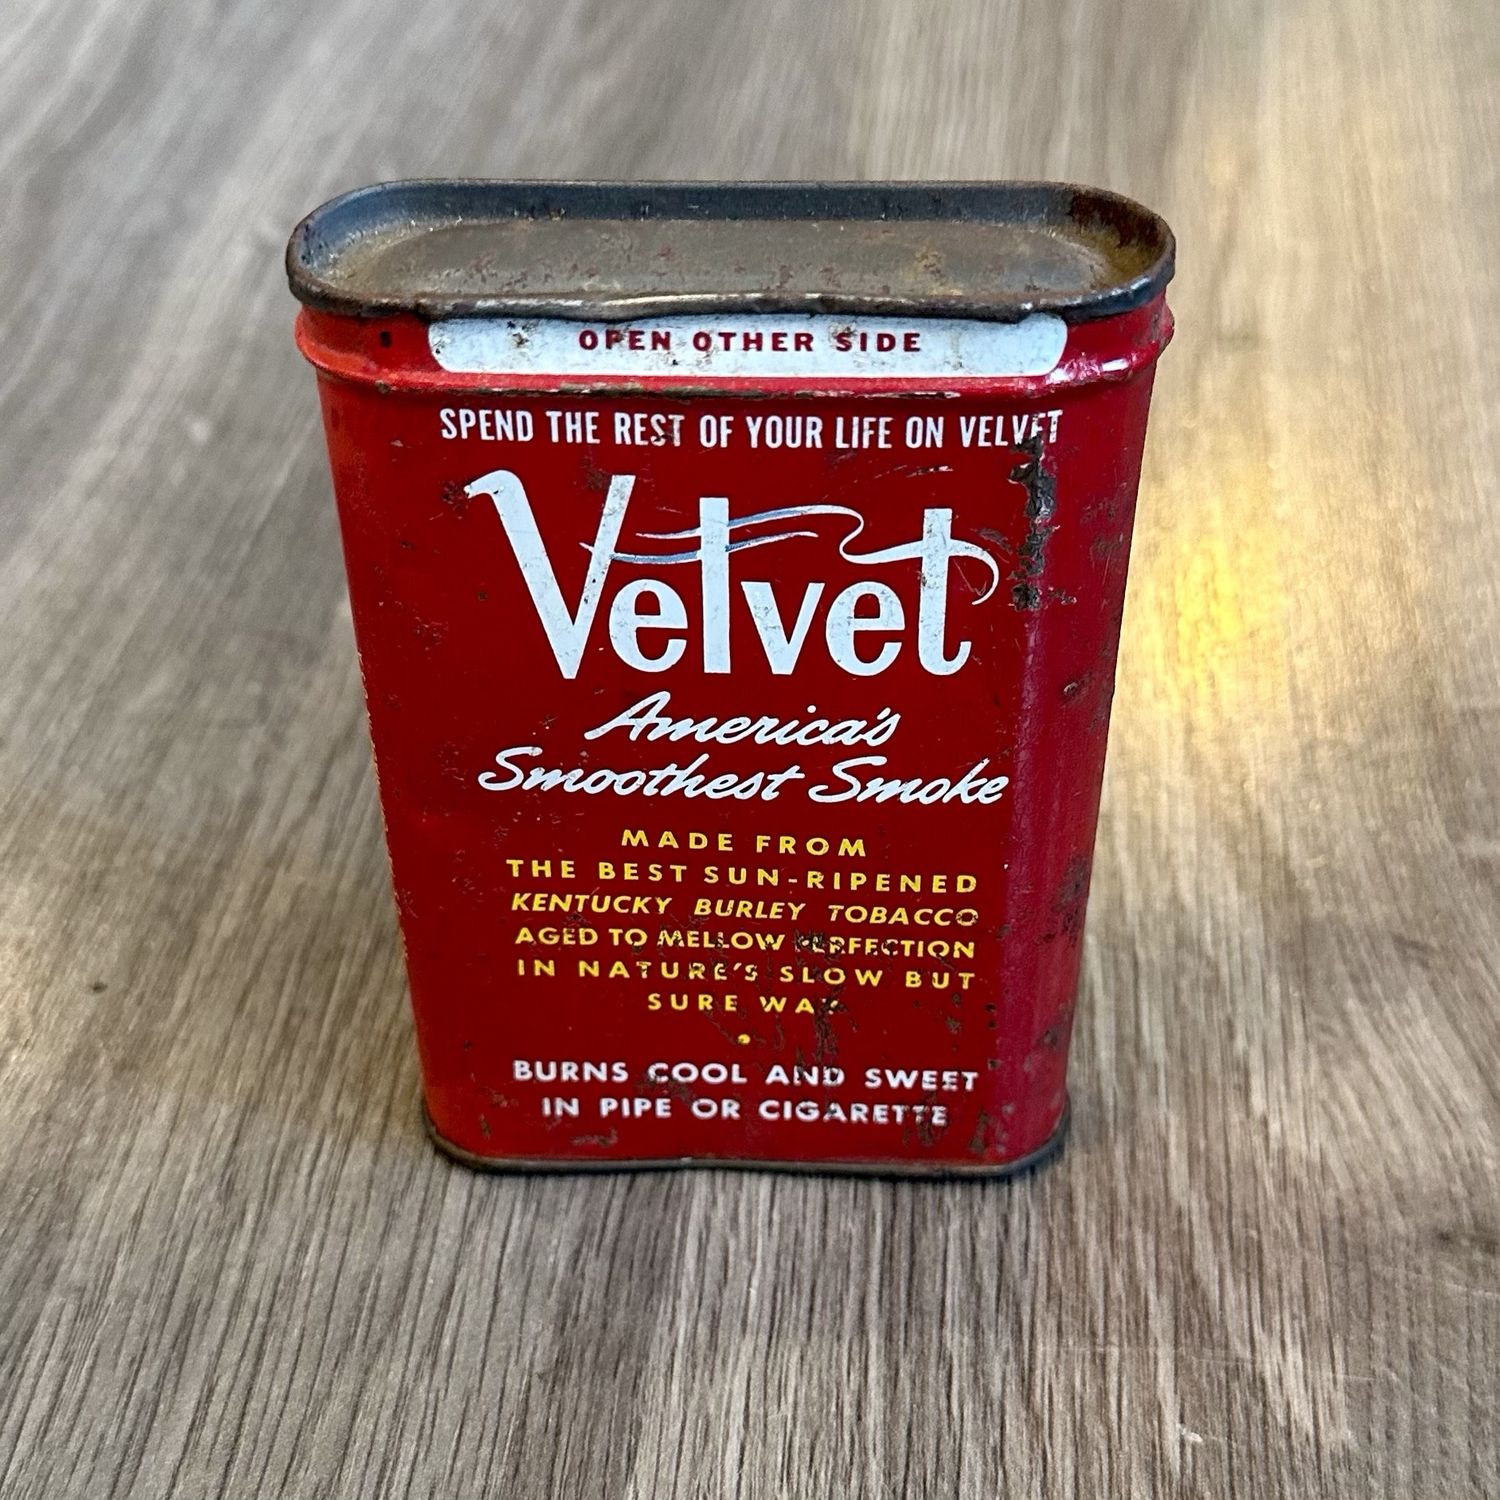 OPEN OTHER SIDE
SPEND THE REST OF YOUR LIFE ON VELVET
Velvet
America's
Smoothest Smoke
MADE FROM
THE BEST SUN-RIPENED
KENTUCKY BURLEY TOBACCO
AGED TO MELLOW PERFECTION
IN NATURE'S SLOW BUT
SURE WAY
BURNS COOL AND SWEET
IN PIPE OR CIGARETTE